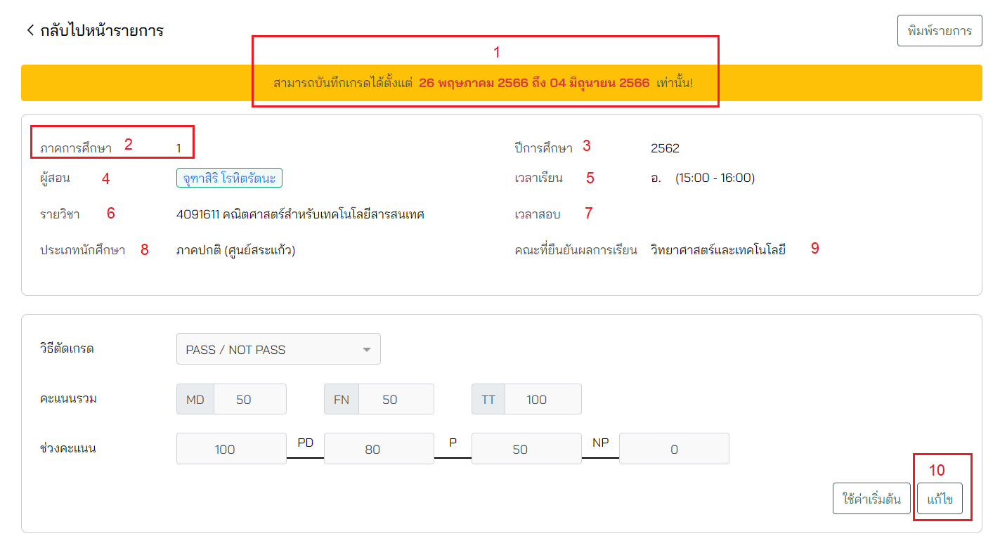 กลับไปหน้ารายการ
พิมพ์รายการ
1
สามารถบันทึกเกรดได้ตั้งแต่ 26 พฤษภาคม 2566 ถึง 04 มิถุนายน 2566 เท่านั้น!
ภาคการศึกษา 2 1
ปีการศึกษา 3 2562
ผู้สอน 4 จุฑาสิริ โรหิตรัตนะ
เวลาเรียน 5 อ. (15:00 - 16:00)
รายวิชา 6 4091611 คณิตศาสตร์สำหรับเทคโนโลยีสารสนเทศ
เวลาสอบ 7
ประเภทนักศึกษา 8 ภาคปกติ (ศูนย์สระแก้ว)
คณะที่ยืนยันผลการเรียน วิทยาศาสตร์และเทคโนโลยี 9
วิธีตัดเกรด PASS / NOT PASS
คะแนนรวม MD 50 FN 50 TT 100
ช่วงคะแนน 100 PD 80 P 50 NP 0
10
ใช้ค่าเริ่มต้น แก้ไข